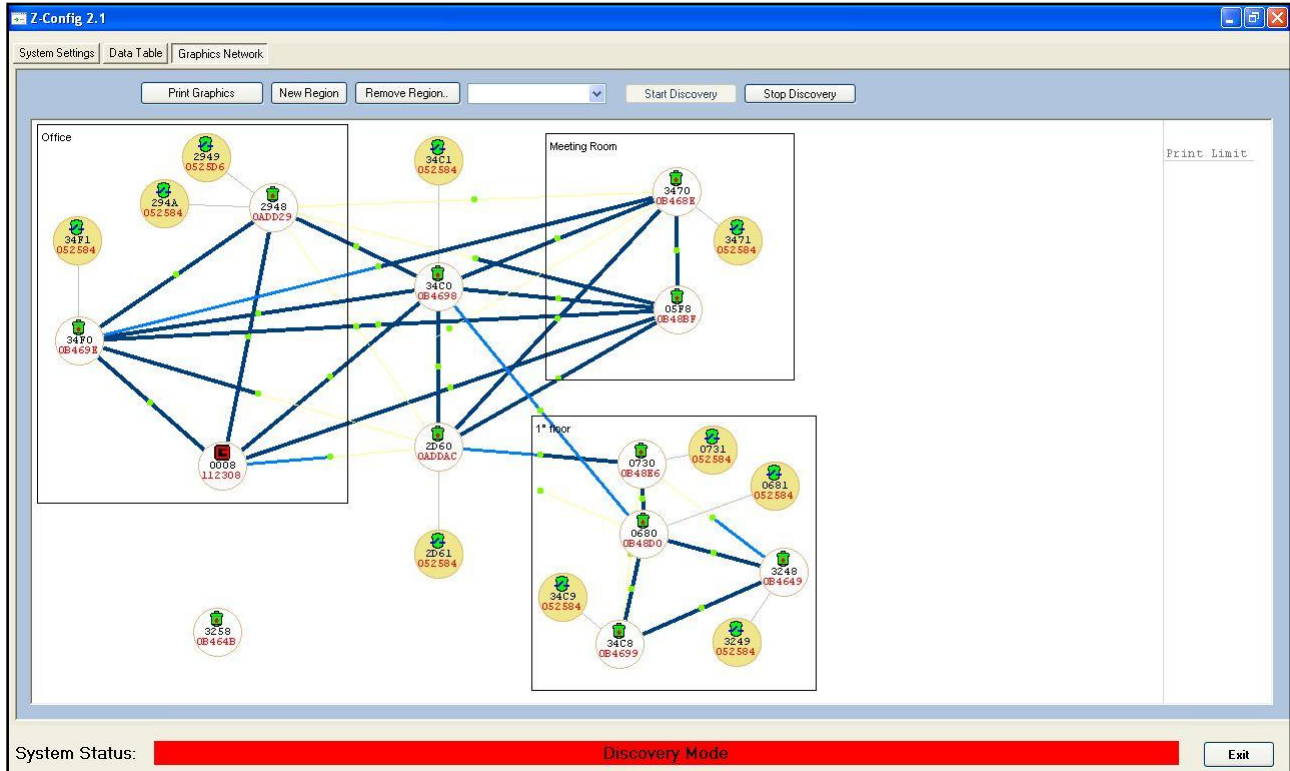 Z-Config 2.1
System Settings Data Table Graphics Network
Print Graphics New Region Remove Region.. Start Discovery Stop Discovery
Office
Meeting Room
Print Limit
2949
0525D6
34C1
052584
294A
052584
2948
0ADD29
3470
0B468E
34F1
052584
3471
052584
34C0
0B4698
05F8
0B48BF
34F0
0B469E
1° floor
2D60
0ADDAC
0008
112308
0730
0B48E6
0731
052584
0681
052584
0680
0B48D0
2D61
052584
3248
0B4649
34C9
052584
3258
0B464B
34C8
0B4699
3249
052584
System Status: Discovery Mode Exit